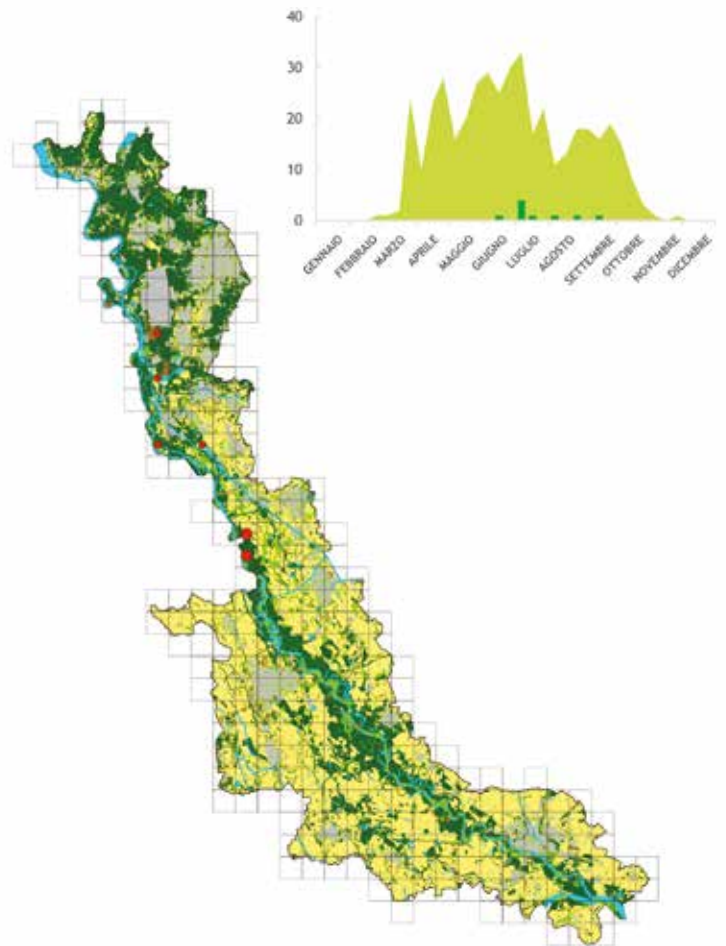 40
30
20
10
0
GENNAIO
FEBBRAIO
MARZO
APRILE
MAGGIO
GIUGNO
LUGLIO
AGOSTO
SETTEMBRE
OTTOBRE
NOVEMBRE
DICEMBRE